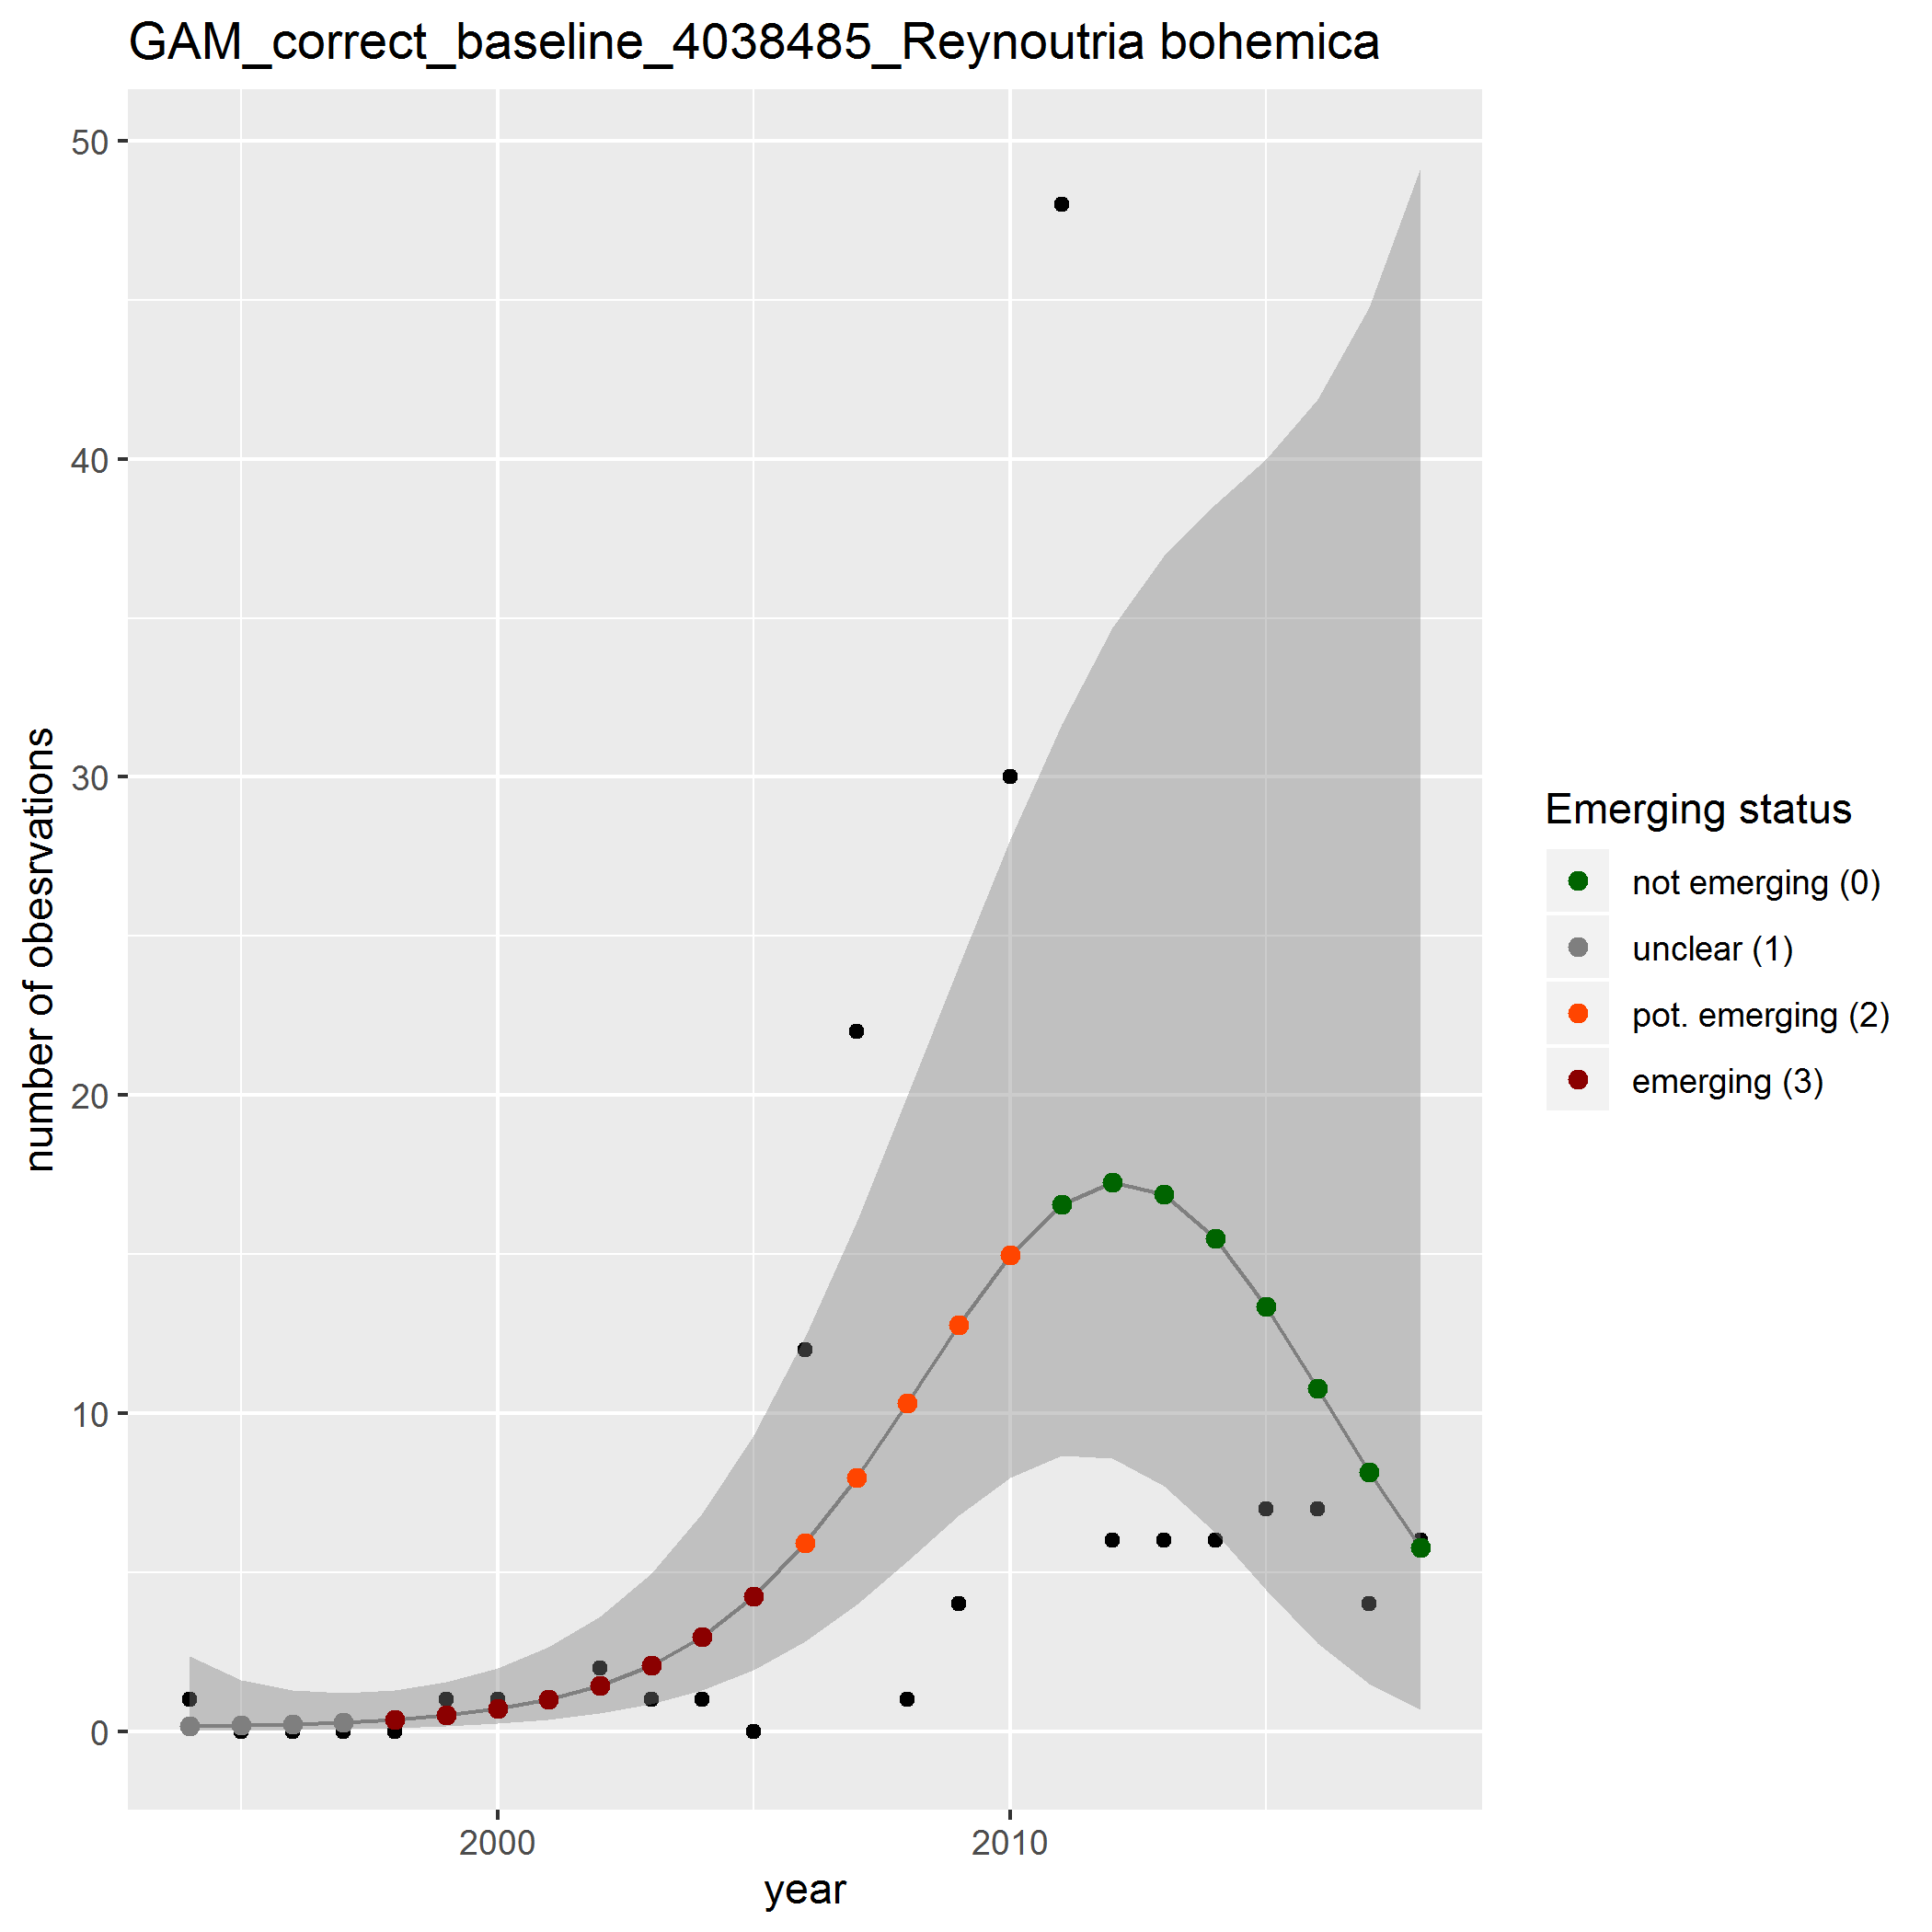 GAM_correct_baseline_4038485_Reynoutria bohemica
50
40
30
20
10
0
number of obesrvations
2000
2010
year
Emerging status
not emerging (0)
unclear (1)
pot. emerging (2)
emerging (3)